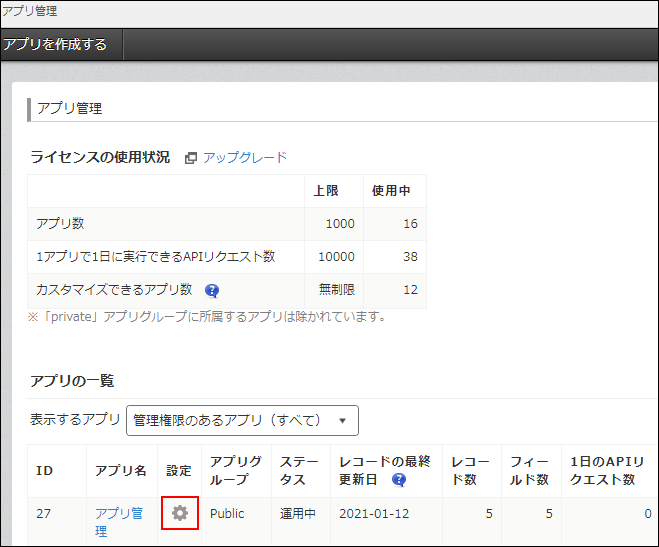 アプリ管理
アプリを作成する
アプリ管理
ライセンスの使用状況 アップグレード
上限 使用中
アプリ数 1000 16
1アプリで1日に実行できるAPIリクエスト数 10000 38
カスタマイズできるアプリ数 ? 無制限 12
※「private」アプリグループに所属するアプリは除かれています。
アプリの一覧
表示するアプリ 管理権限のあるアプリ（すべて）
ID アプリ名 設定 アプリグ ステー レコードの最終 レコー フィー 1日のAPIリ
ループ タス 更新日 ? ド数 ルド数 クエスト数
27 アプリ管 Public 運用中 2021-01-12 5 5 0
理